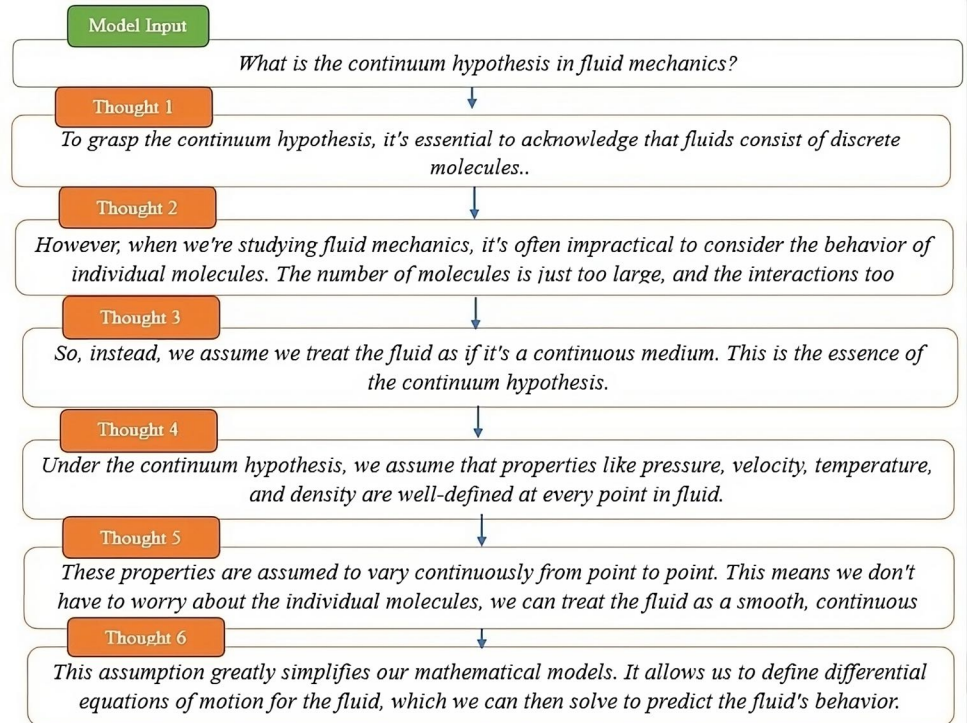 Model Input
What is the continuum hypothesis in fluid mechanics?
Thought 1
To grasp the continuum hypothesis, it's essential to acknowledge that fluids consist of discrete
molecules..
Thought 2
However, when we're studying fluid mechanics, it's often impractical to consider the behavior of
individual molecules. The number of molecules is just too large, and the interactions too
Thought 3
So, instead, we assume we treat the fluid as if it's a continuous medium. This is the essence of
the continuum hypothesis.
Thought 4
Under the continuum hypothesis, we assume that properties like pressure, velocity, temperature,
and density are well-defined at every point in fluid.
Thought 5
These properties are assumed to vary continuously from point to point. This means we don't
have to worry about the individual molecules, we can treat the fluid as a smooth, continuous
Thought 6
This assumption greatly simplifies our mathematical models. It allows us to define differential
equations of motion for the fluid, which we can then solve to predict the fluid's behavior.